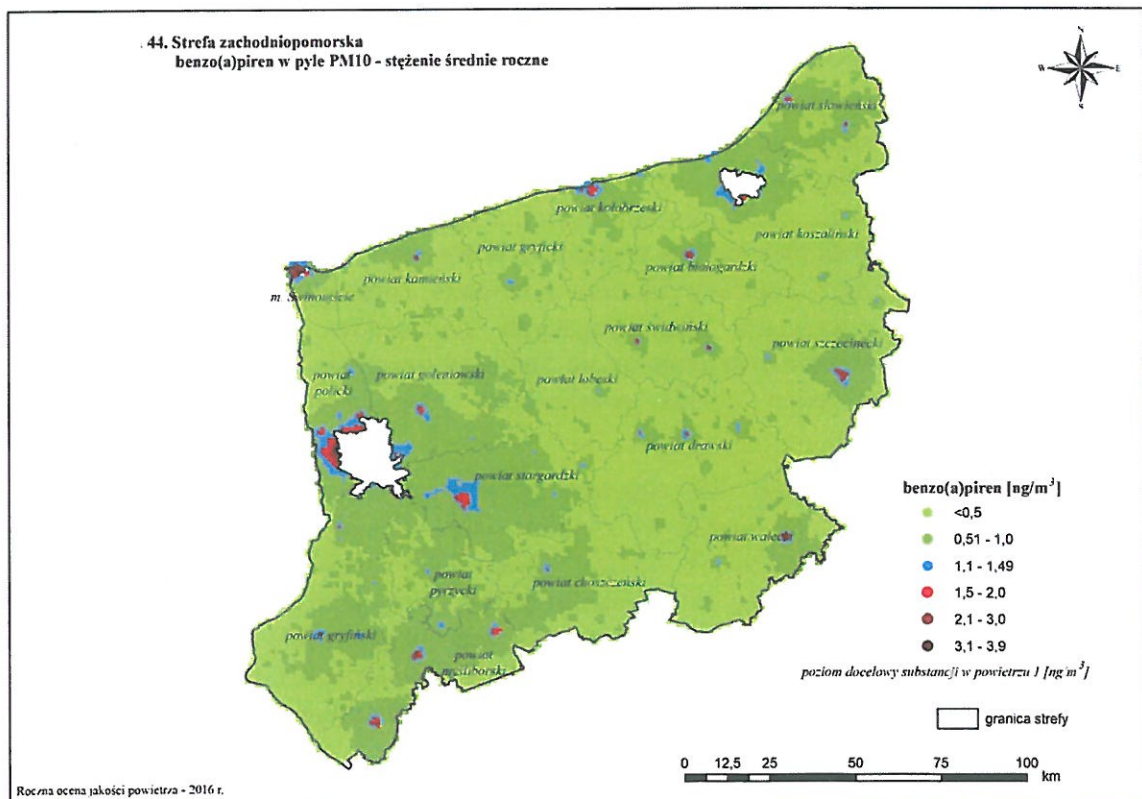 44. Strefa zachodniopomorska
benzo(a)piren w pyle PM10 - stężenie średnie roczne
W E
powiat sławieński
powiat kołobrzeski
powiat koszaliński
powiat gryficki
powiat białogardzki
powiat kamieński
m. Świnoujście
powiat świdwiński
powiat szczecinecki
powiat policki
powiat goleniowski
powiat łobeski
powiat drawski
powiat stargardzki
powiat wałecki
powiat pyrzycki
powiat choszczeński
powiat gryfiński
powiat myśliborski
benzo(a)piren [ng/m³]
<0,5
0,51 - 1,0
1,1 - 1,49
1,5 - 2,0
2,1 - 3,0
3,1 - 3,9
poziom docelowy substancji w powietrzu 1 [ng/m³]
granica strefy
0 12,5 25 50 75 100
km
Roczna ocena jakości powietrza - 2016 r.